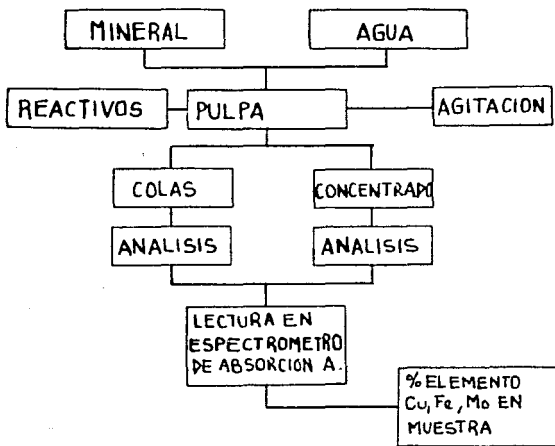 MINERAL
AGUA
REACTIVOS
PULPA
AGITACION
COLAS
CONCENTRADO
ANALISIS
ANALISIS
LECTURA EN
ESPECTROMETRO
DE ABSORCION A.
% ELEMENTO
Cu, Fe, Mo EN
MUESTRA